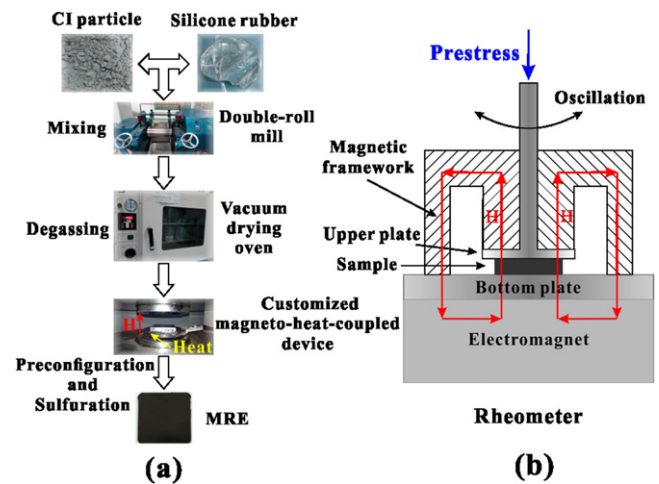 CI particle
Silicone rubber
Mixing
Double-roll
mill
Degassing
Vacuum
drying
oven
H
Heat
Customized
magneto-heat-coupled
device
Preconfiguration
and
Sulfuration
MRE
(a)
Prestress
Oscillation
Magnetic
framework
H
H
Upper plate
Sample
Bottom plate
Electromagnet
Rheometer
(b)